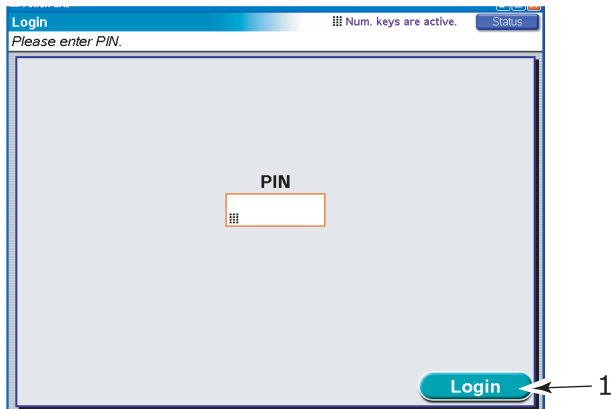 Login
Num. keys are active.
Status
Please enter PIN.
PIN
Login
1